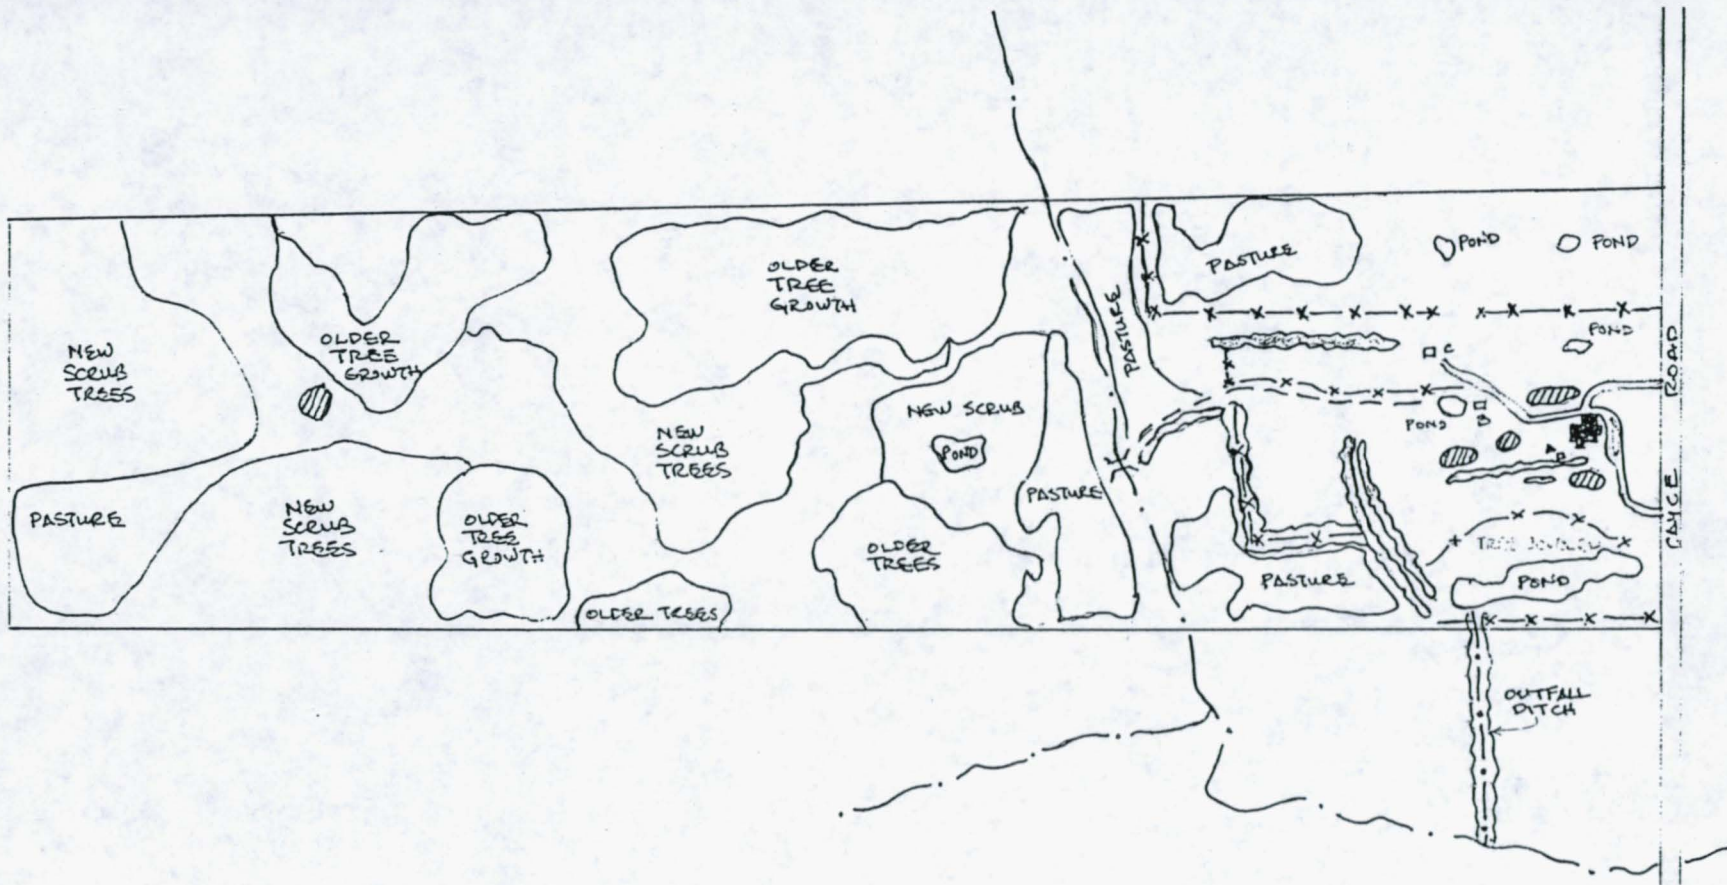 POND
POND
PASTURE
OLDER
TREE
GROWTH
PASTURE
POND
OLDER
TREE
GROWTH
NEW
SCRUB
TREES
C
ROAD
NEW SCRUB
POND
B
NEW
SCRUB
TREES
POND
A
PASTURE
PASTURE
NEW
SCRUB
TREES
OLDER
TREE
GROWTH
OLDER
TREES
PASTURE
POND
OLDER TREES
OUTFALL
DITCH